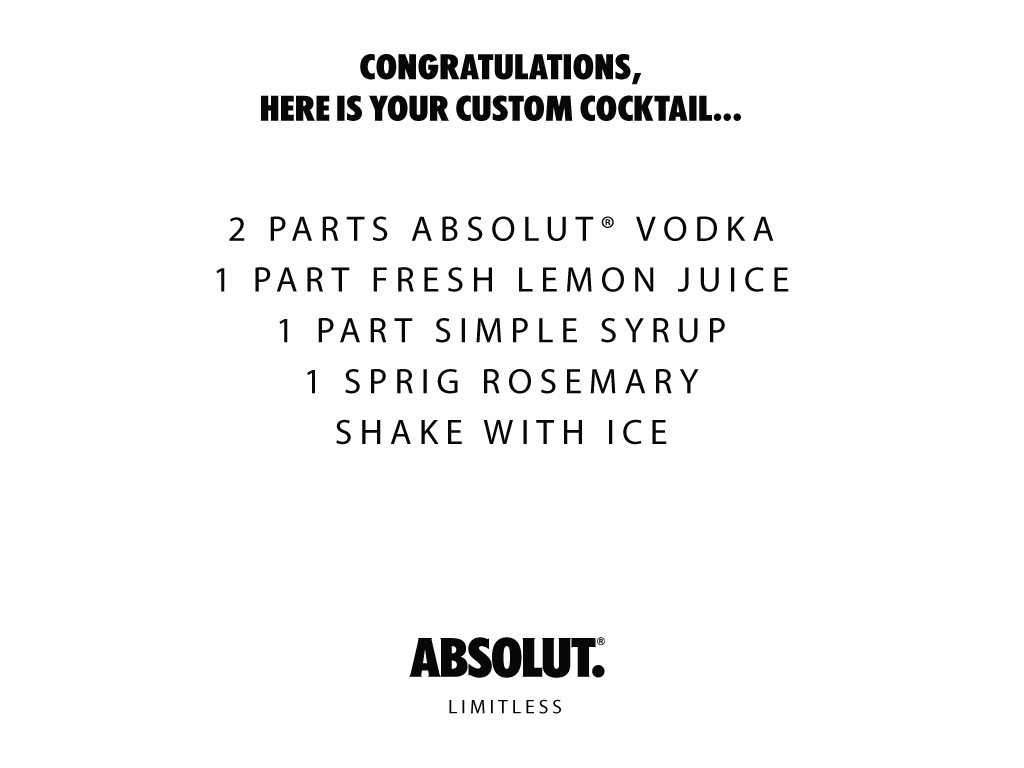 CONGRATULATIONS,
HERE IS YOUR CUSTOM COCKTAIL...
2 PARTS ABSOLUT® VODKA
1 PART FRESH LEMON JUICE
1 PART SIMPLE SYRUP
1 SPRIG ROSEMARY
SHAKE WITH ICE
ABSOLUT.®
LIMITLESS